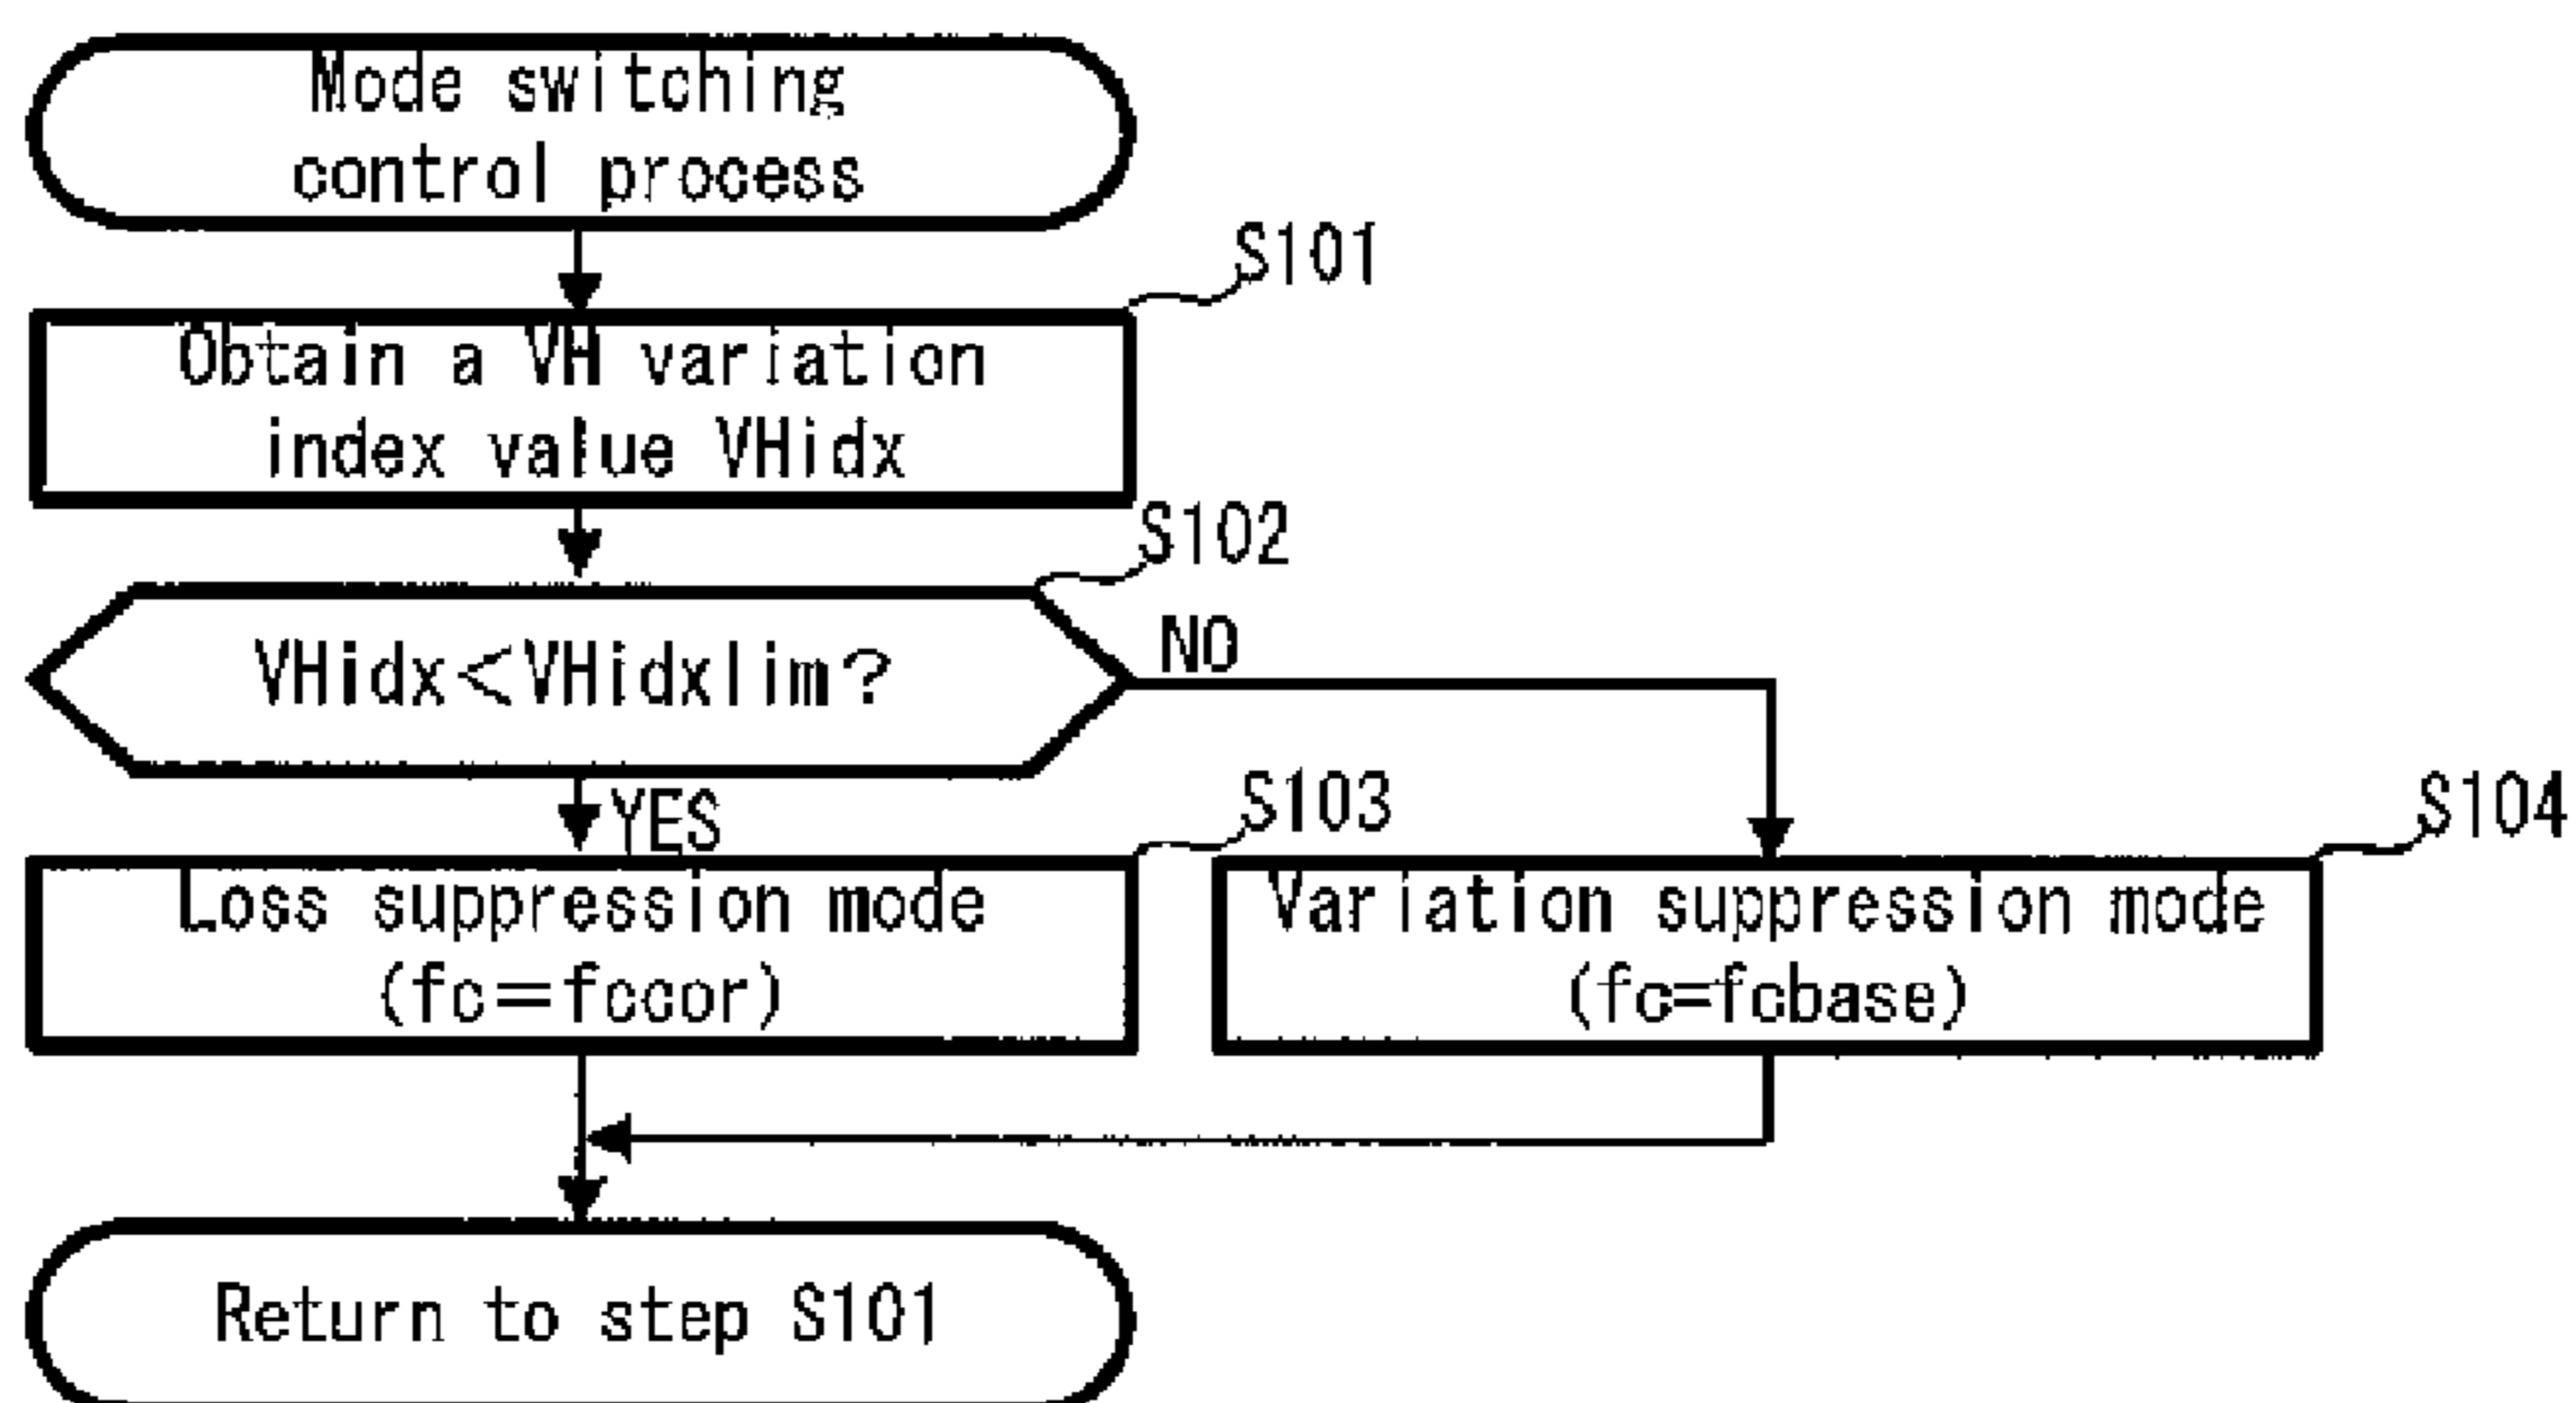 Mode switching
control process
S101
Obtain a VH variation
index value VHidx
S102
VHidx<VHidxlim?
NO
YES
S103
S104
Loss suppression mode
(fc=fccor)
Variation suppression mode
(fc=fcbase)
Return to step S101